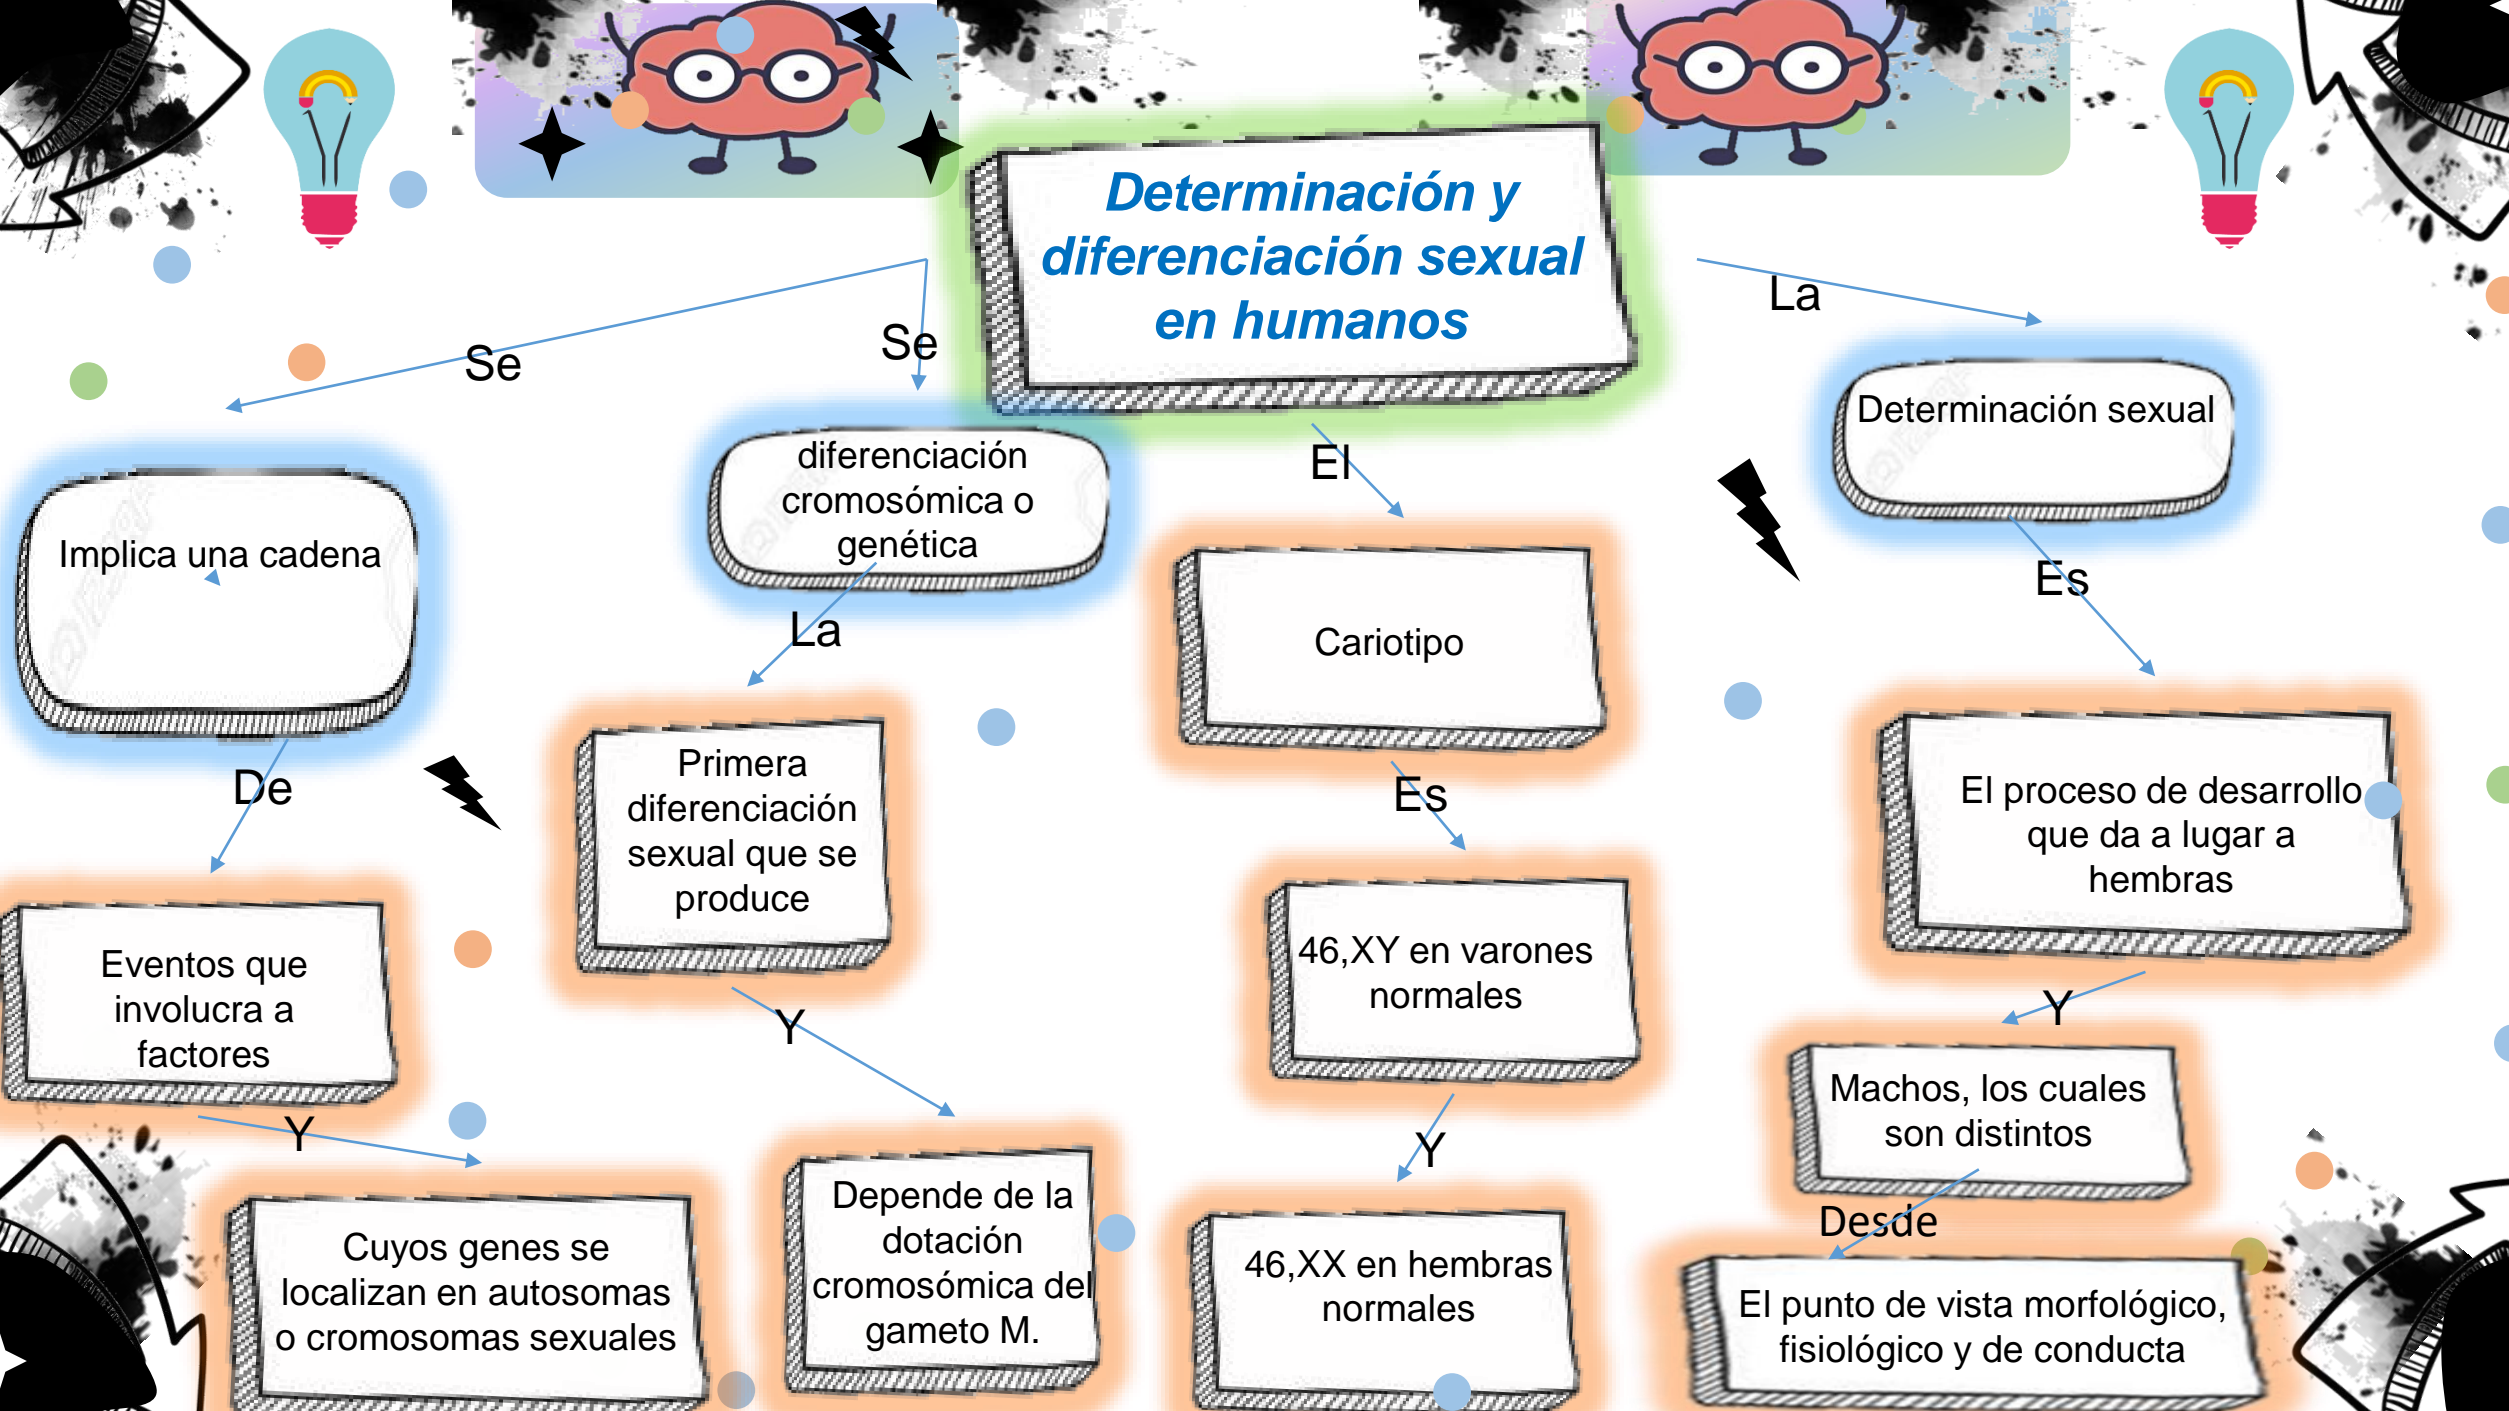 Determinación y
diferenciación sexual
en humanos
Se
Se
El
La
Implica una cadena
De
Eventos que
involucra a
factores
Y
Cuyos genes se
localizan en autosomas
o cromosomas sexuales
diferenciación
cromosómica o
genética
La
Primera
diferenciación
sexual que se
produce
Y
Depende de la
dotación
cromosómica del
gameto M.
Cariotipo
Es
46,XY en varones
normales
Y
46,XX en hembras
normales
Determinación sexual
Es
El proceso de desarrollo
que da a lugar a
hembras
Y
Machos, los cuales
son distintos
Desde
El punto de vista morfológico,
fisiológico y de conducta